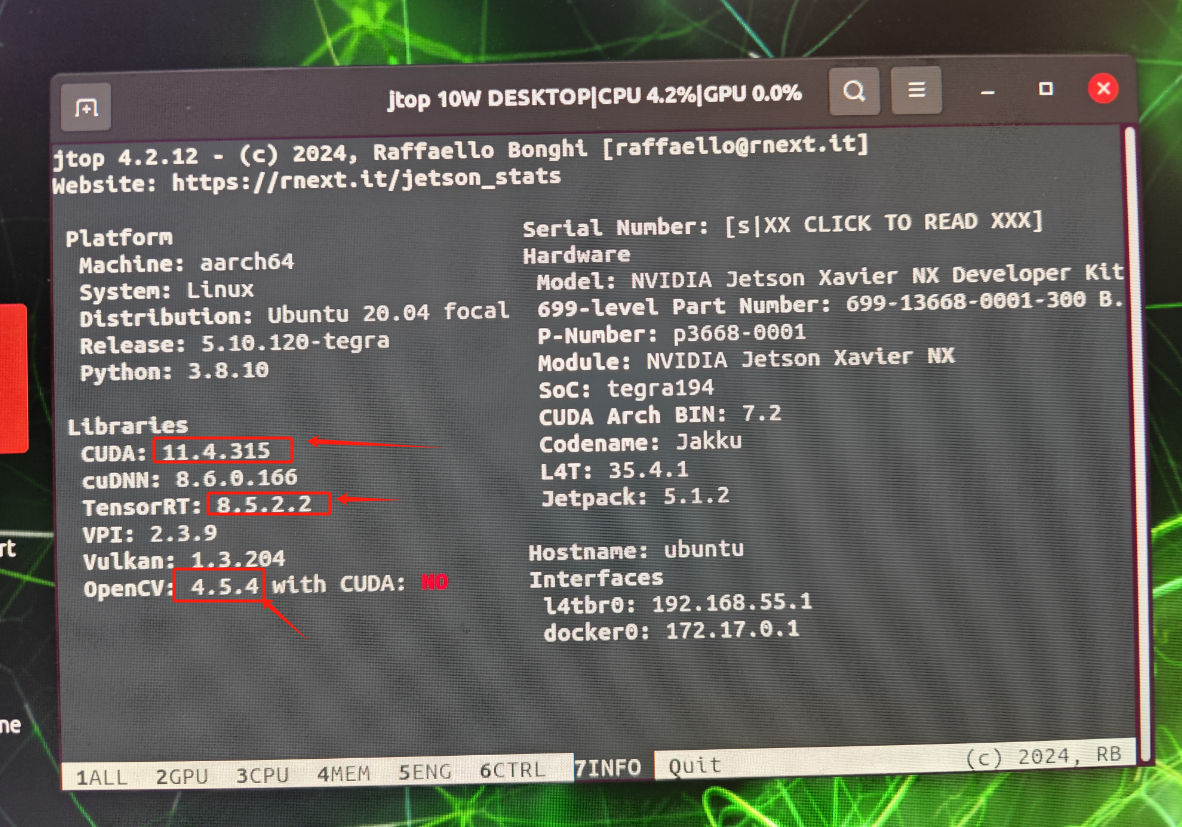 jtop 10W DESKTOP|CPU 4.2%|GPU 0.0%
jtop 4.2.12 - (c) 2024, Raffaello Bonghi [raffaello@rnext.it]
Website: https://rnext.it/jetson_stats
Platform
Machine: aarch64
System: Linux
Distribution: Ubuntu 20.04 focal
Release: 5.10.120-tegra
Python: 3.8.10
Libraries
CUDA: 11.4.315
cuDNN: 8.6.0.166
TensorRT: 8.5.2.2
VPI: 2.3.9
Vulkan: 1.3.204
OpenCV: 4.5.4 with CUDA: NO
Serial Number: [s|XX CLICK TO READ XXX]
Hardware
Model: NVIDIA Jetson Xavier NX Developer Kit
699-level Part Number: 699-13668-0001-300 B.
P-Number: p3668-0001
Module: NVIDIA Jetson Xavier NX
SoC: tegra194
CUDA Arch BIN: 7.2
Codename: Jakku
L4T: 35.4.1
Jetpack: 5.1.2
Hostname: ubuntu
Interfaces
l4tbr0: 192.168.55.1
docker0: 172.17.0.1
1ALL 2GPU 3CPU 4MEM 5ENG 6CTRL 7INFO Quit (c) 2024, RB
rt
ne